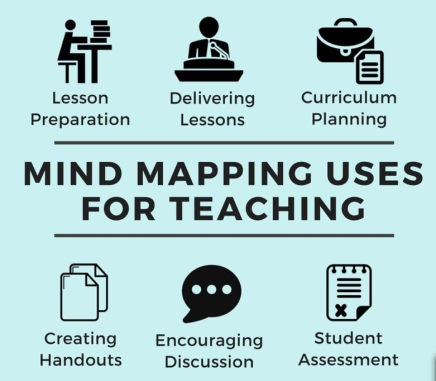 Lesson
Preparation
Delivering
Lessons
Curriculum
Planning
MIND MAPPING USES
FOR TEACHING
Creating
Handouts
Encouraging
Discussion
Student
Assessment